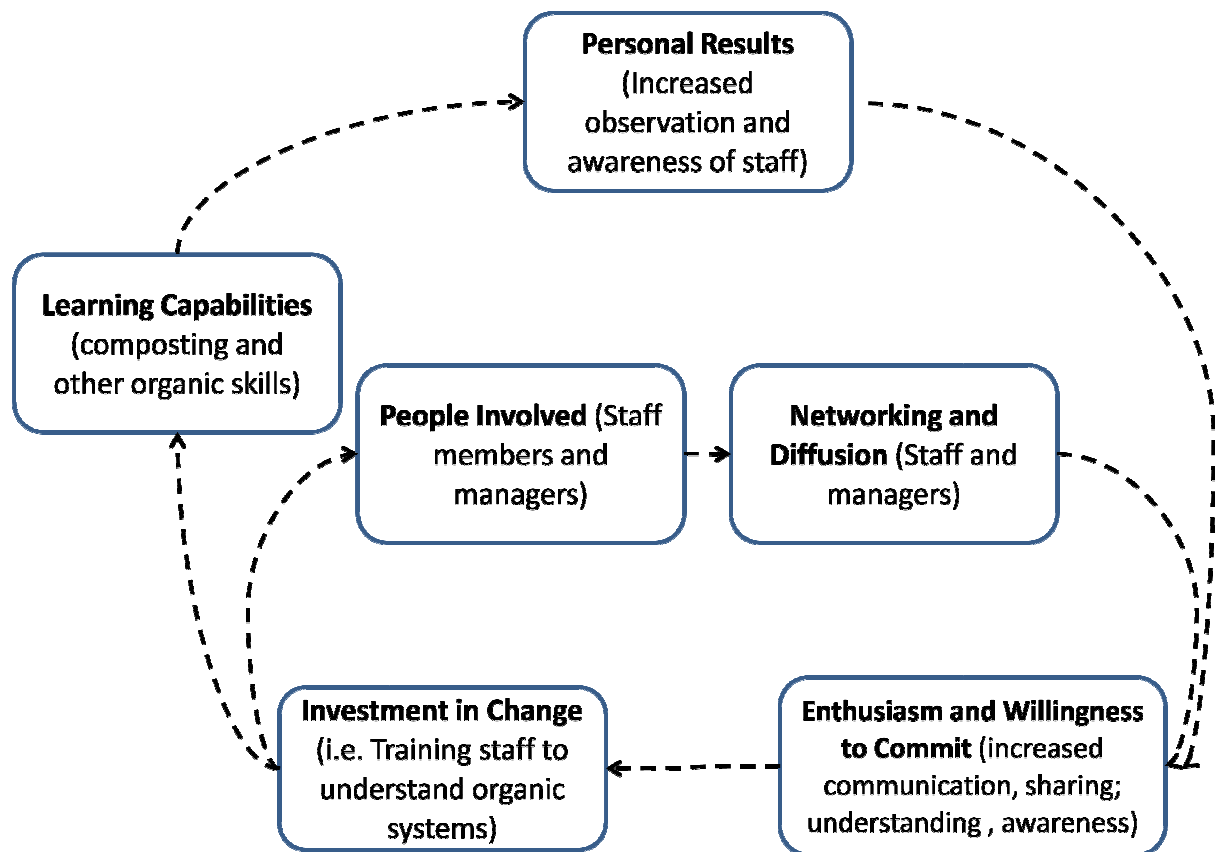 Personal Results
(Increased
observation and
awareness of staff)
Learning Capabilities
(composting and
other organic skills)
People Involved (Staff
members and
managers)
Networking and
Diffusion (Staff and
managers)
Investment in Change
(i.e. Training staff to
understand organic
systems)
Enthusiasm and Willingness
to Commit (increased
communication, sharing;
understanding , awareness)